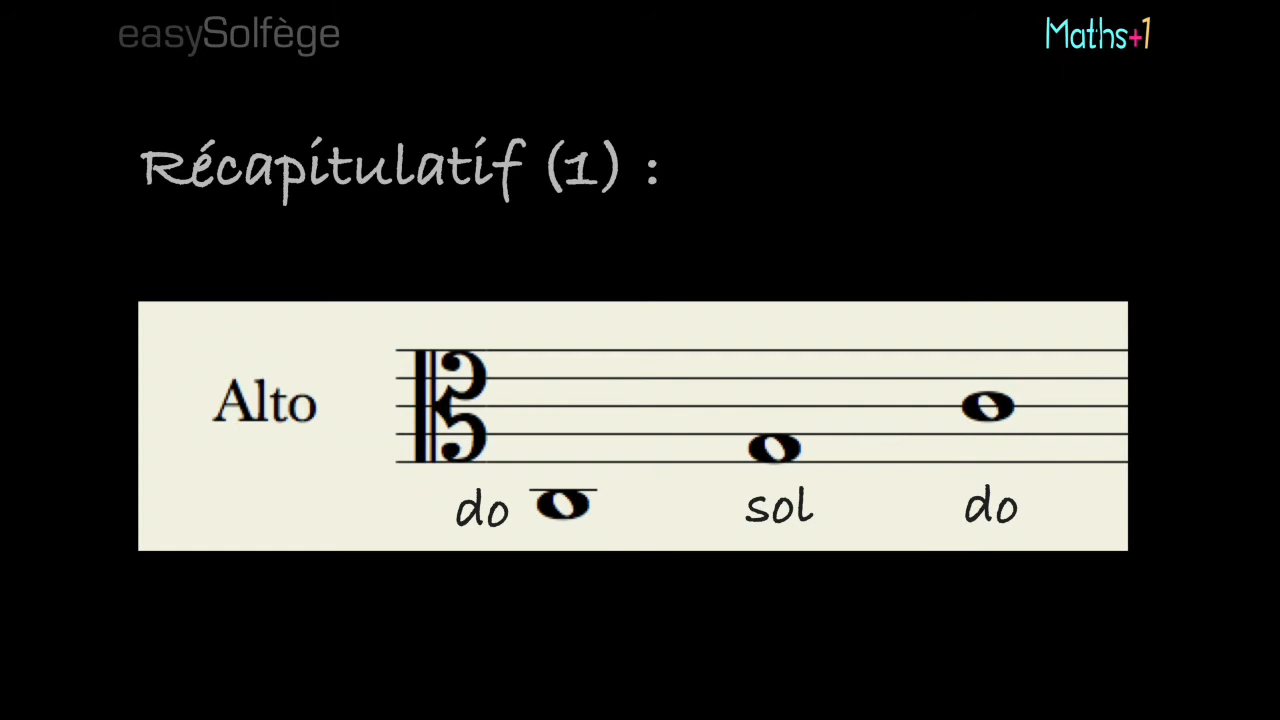 easySolfège
Maths+1
Récapitulatif (1) :
Alto
do sol do